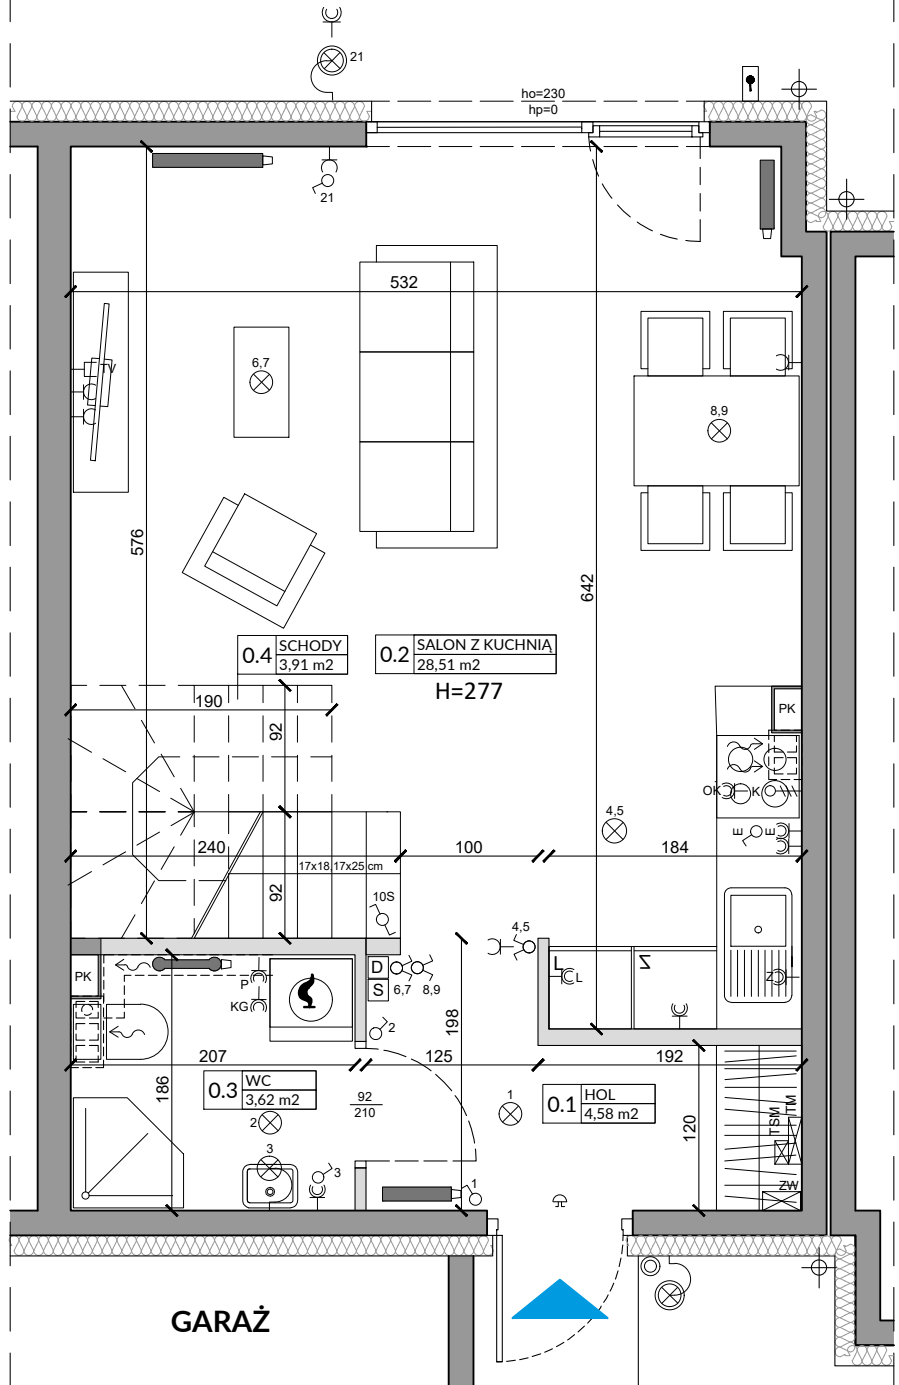 21
ho=230
hp=0
21
532
6,7
TV
8,9
576
642
0.4
SCHODY
3,91 m2
0.2
SALON Z KUCHNIĄ
28,51 m2
H=277
190
92
PK
OK
K
4,5
E
E
240
100
184
17x18,17x25 cm
92
10S
4,5
PK
P
KG
D
S
6,7
8,9
L
L
Z
Z
2
198
207
125
192
186
0.3
WC
3,62 m2
92
210
1
0.1
HOL
4,58 m2
120
TSM
TM
2
3
3
1
ZW
GARAŻ